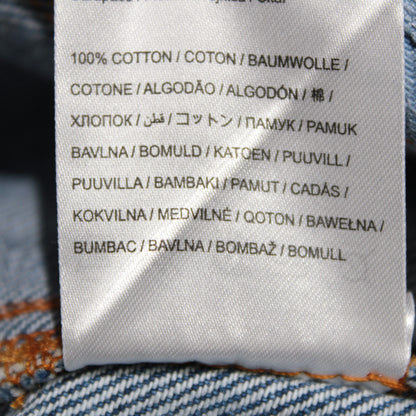 100% COTTON / COTON / BAUMWOLLE /
COTONE / ALGODÃO / ALGODÓN / 棉 /
ХЛОПОК / قطن / コットン / ПАМУК / PAMUK
BAVLNA / BOMULD / KATOEN / PUUVILL /
PUUVILLA / BAMBAKI / PAMUT / CADÁS /
KOKVILNA / MEDVILNĖ / QOTON / BAWEŁNA /
BUMBAC / BAVLNA / BOMBAŽ / BOMULL